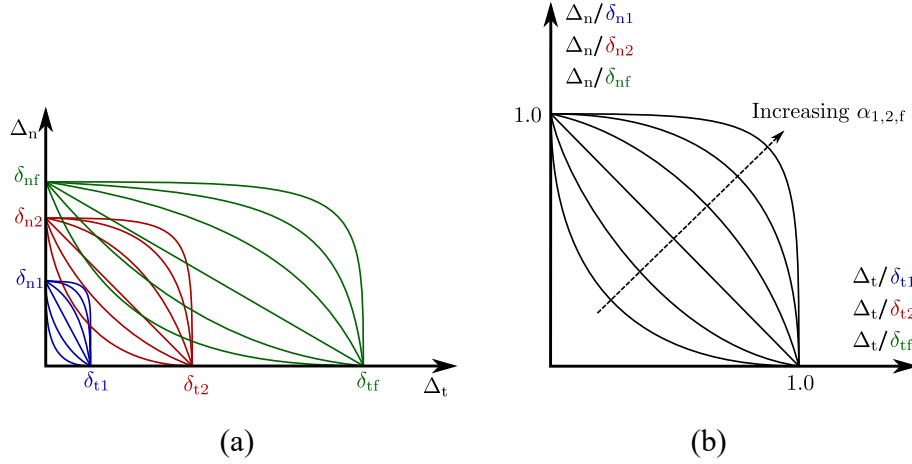 Δn
δnf
δn2
δn1
δt1 δt2 δtf Δt
(a)
Δn/δn1
Δn/δn2
Δn/δnf
1.0
Increasing α1,2,f
Δt/δt1
Δt/δt2
Δt/δtf
1.0
(b)